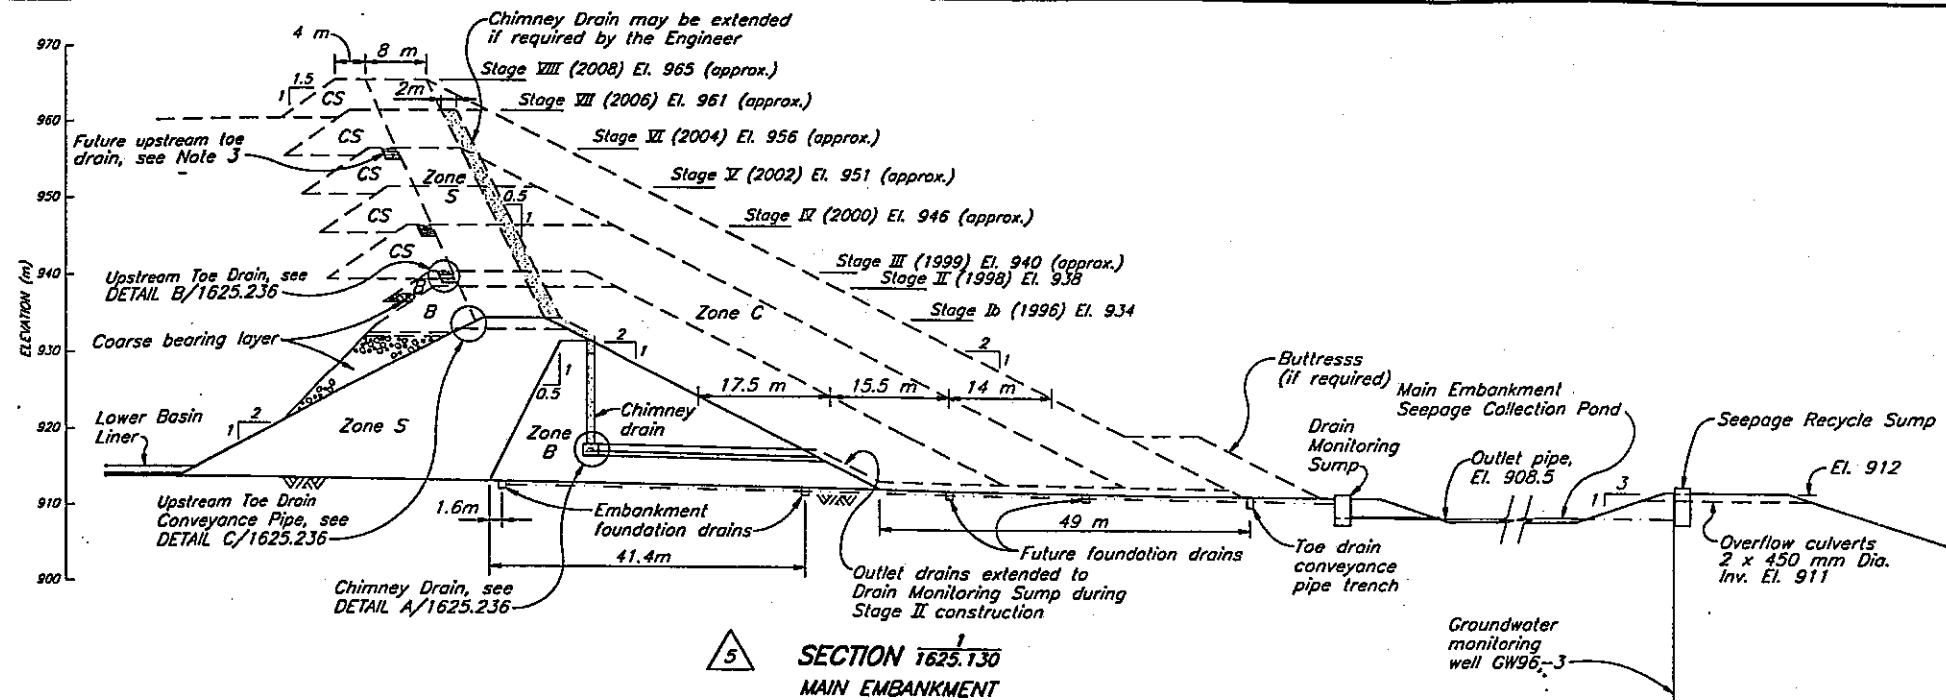 Chimney Drain may be extended
if required by the Engineer
4 m
8 m
970
Stage VIII (2008) El. 965 (approx.)
1.5
1
CS
2m
Stage VII (2006) El. 961 (approx.)
960
CS
Stage VI (2004) El. 956 (approx.)
Future upstream toe
drain, see Note 3
CS
Zone
S
Stage V (2002) El. 951 (approx.)
950
0.5
1
CS
Stage IV (2000) El. 946 (approx.)
CS
940
Stage III (1999) El. 940 (approx.)
Stage II (1998) El. 938
Upstream Toe Drain, see
DETAIL B/1625.236
B
B
Zone C
Stage Ib (1996) El. 934
ELEVATION (m)
Coarse bearing layer
930
2
1
2
1
0.5
1
Buttresss
(if required)
17.5 m
15.5 m
14 m
Main Embankment
Seepage Collection Pond
Lower Basin
Liner
2
1
Zone S
Chimney
drain
Zone
B
920
Drain
Monitoring
Sump
Seepage Recycle Sump
Outlet pipe,
El. 908.5
El. 912
3
1
910
Upstream Toe Drain
Conveyance Pipe, see
DETAIL C/1625.236
1.6m
Embankment
foundation drains
41.4m
49 m
Future foundation drains
Toe drain
conveyance
pipe trench
Overflow culverts
2 x 450 mm Dia.
Inv. El. 911
900
Chimney Drain, see
DETAIL A/1625.236
Outlet drains extended to
Drain Monitoring Sump during
Stage II construction
Groundwater
monitoring
well GW96-3
5
SECTION 1
1625.130
MAIN EMBANKMENT